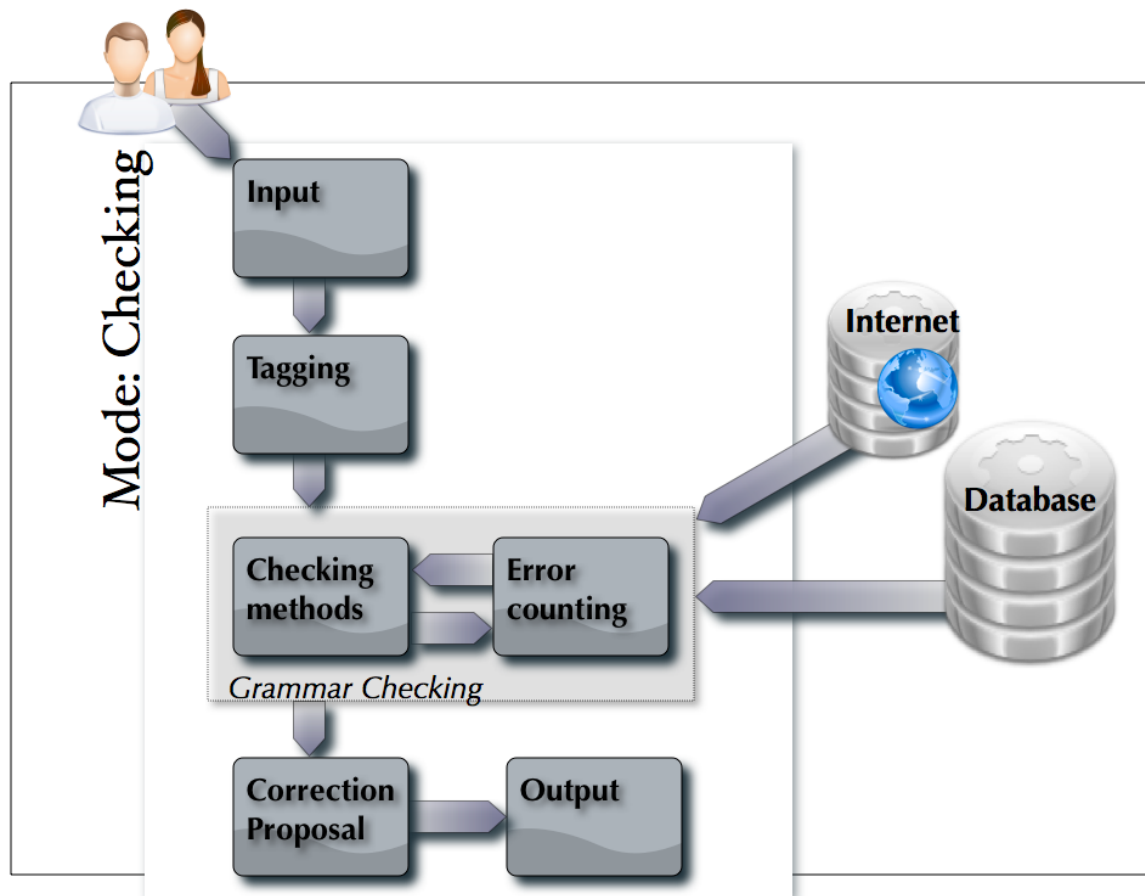 Mode: Checking
Input
Tagging
Internet
Database
Checking
methods
Error
counting
Grammar Checking
Correction
Proposal
Output